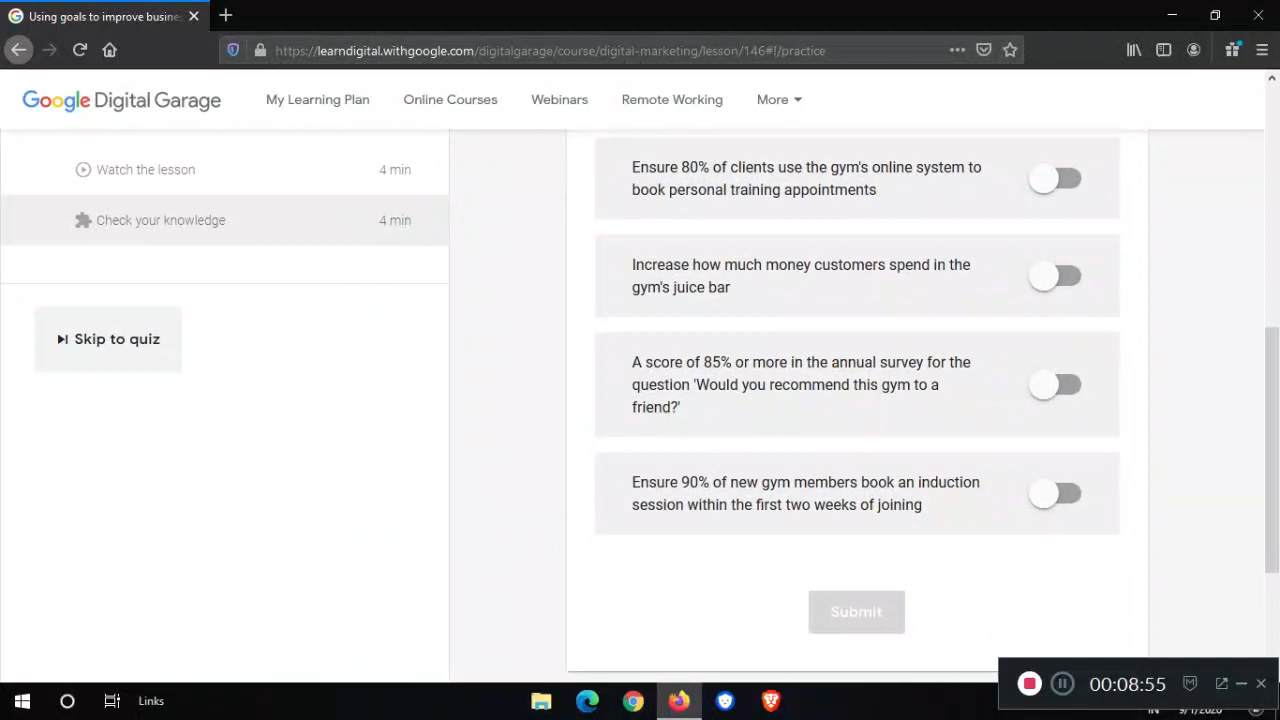 Using goals to improve busine
https://learndigital.withgoogle.com/digitalgarage/course/digital-marketing/lesson/146#!/practice
Google Digital Garage
My Learning Plan
Online Courses
Webinars
Remote Working
More
Watch the lesson
4 min
Check your knowledge
4 min
Skip to quiz
Ensure 80% of clients use the gym's online system to
book personal training appointments
Increase how much money customers spend in the
gym's juice bar
A score of 85% or more in the annual survey for the
question 'Would you recommend this gym to a
friend?'
Ensure 90% of new gym members book an induction
session within the first two weeks of joining
Submit
00:08:55
Links
IN
9/1/2020